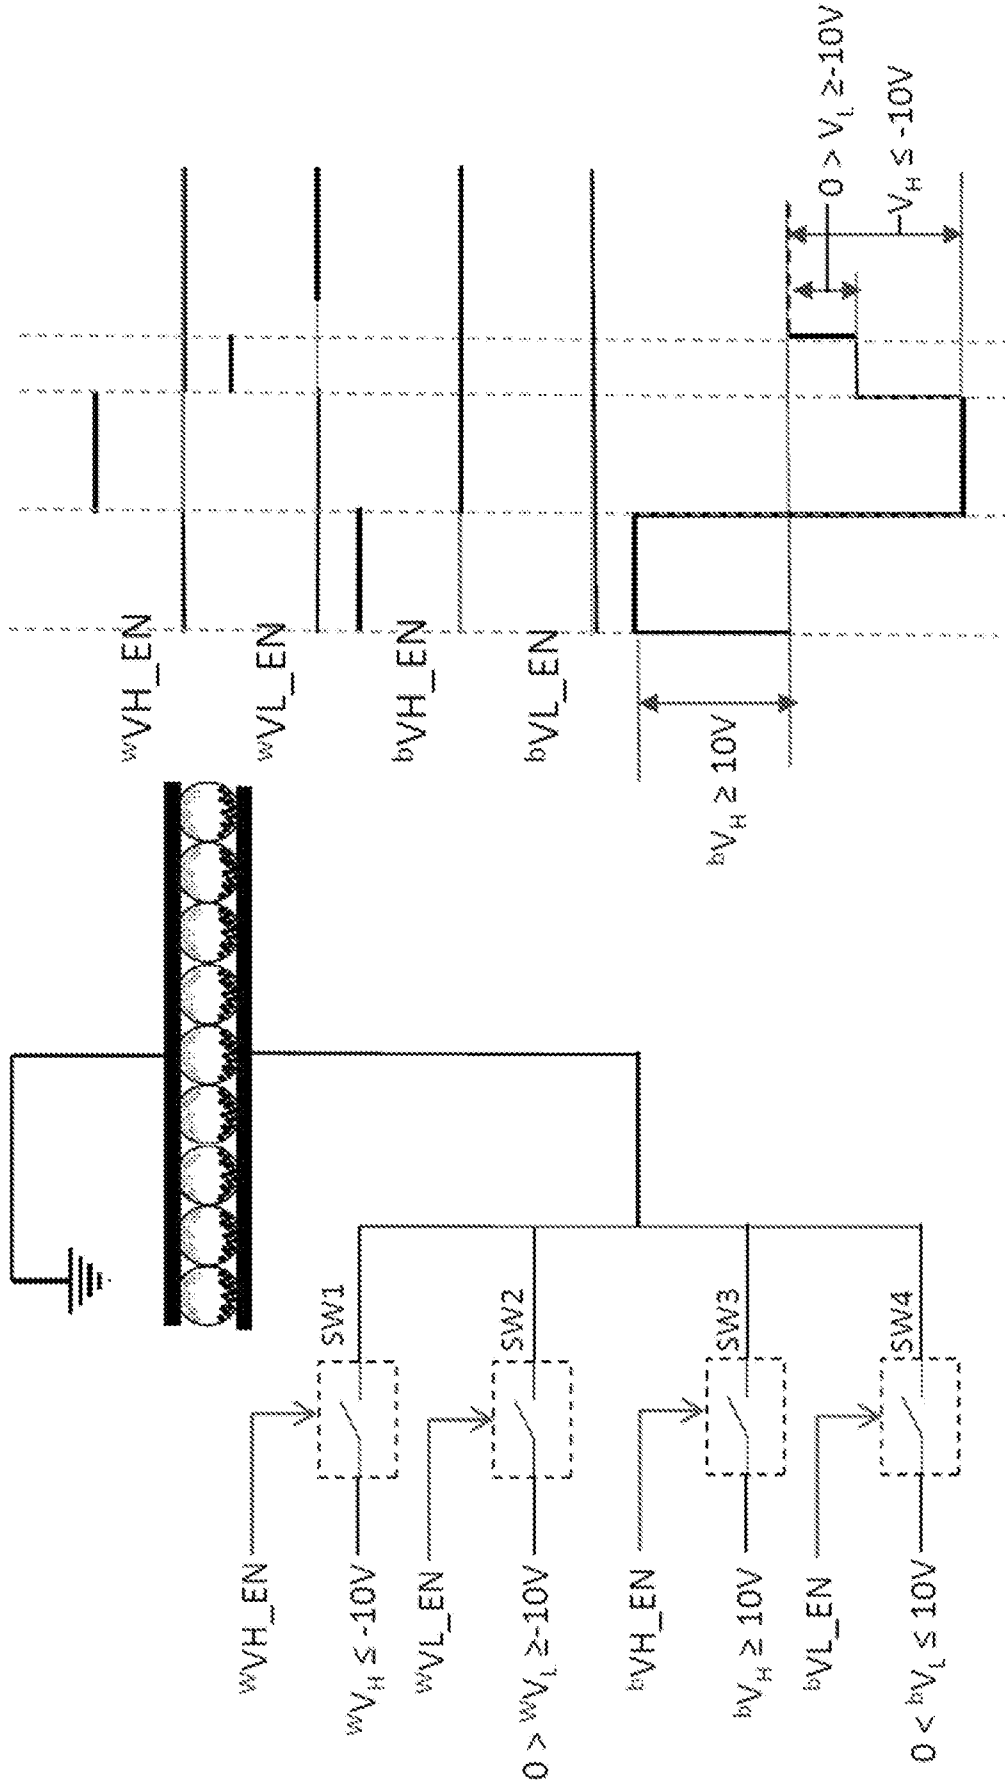 wVH_EN
wVH ≤ -10V
SW1
wVL_EN
0 > wVL ≥-10V
SW2
bVH_EN
bVH ≥ 10V
SW3
bVL_EN
0 < bVL ≤ 10V
SW4
wVH_EN
wVL_EN
bVH_EN
bVL_EN
bVH ≥ 10V
0 > VL ≥-10V
VH ≤ -10V